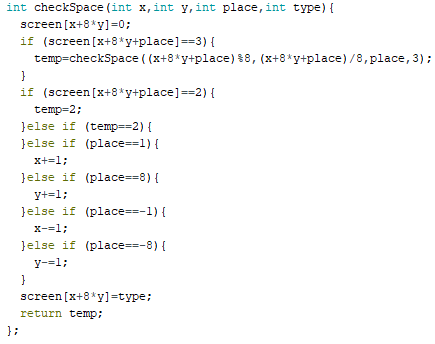 int checkSpace(int x,int y,int place,int type){
  screen[x+8*y]=0;
  if (screen[x+8*y+place]==3){
    temp=checkSpace((x+8*y+place)%8,(x+8*y+place)/8,place,3);
  }
  if (screen[x+8*y+place]==2){
    temp=2;
  }else if (temp==2){
  }else if (place==1){
    x+=1;
  }else if (place==8){
    y+=1;
  }else if (place==-1){
    x-=1;
  }else if (place==-8){
    y-=1;
  }
  screen[x+8*y]=type;
  return temp;
};